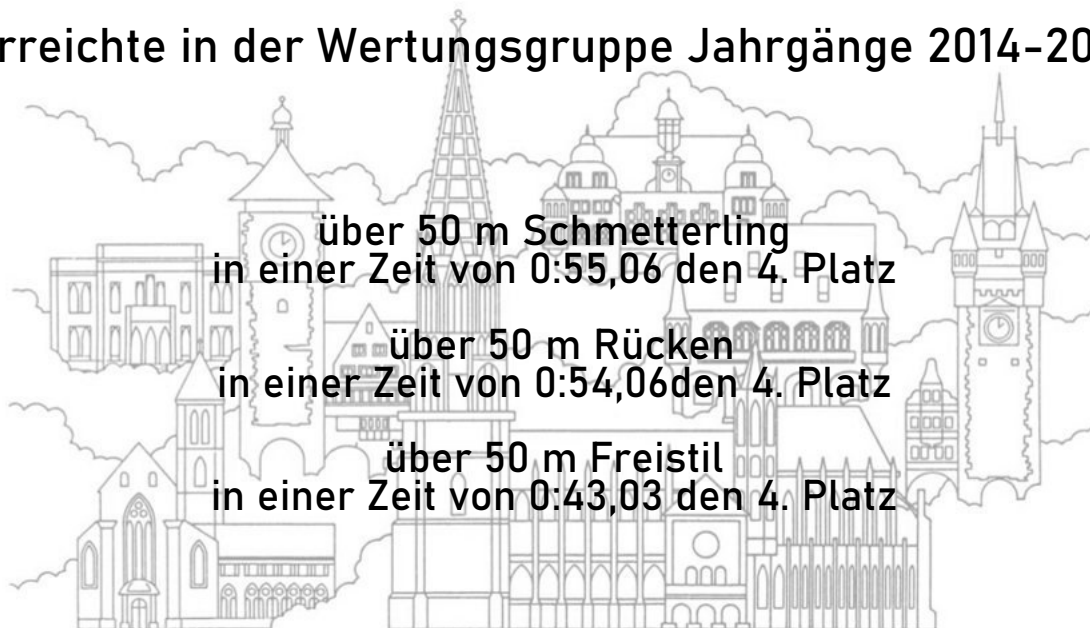 rreichte in der Wertungsgruppe Jahrgänge 2014-20
über 50 m Schmetterling
in einer Zeit von 0:55,06 den 4. Platz
über 50 m Rücken
in einer Zeit von 0:54,06den 4. Platz
über 50 m Freistil
in einer Zeit von 0:43,03 den 4. Platz